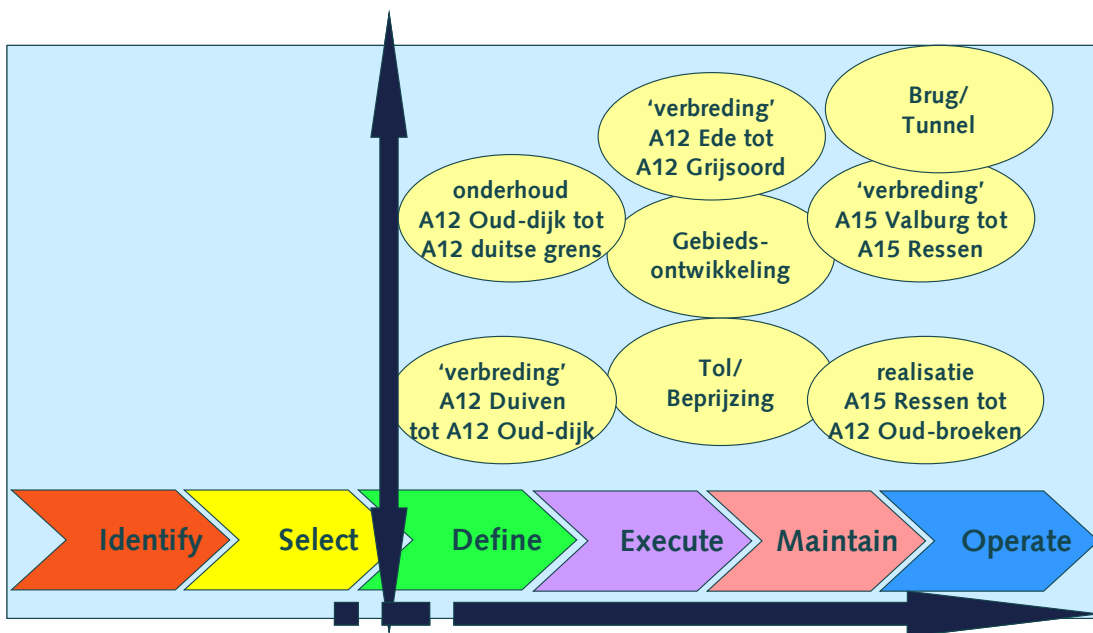 Brug/
Tunnel
‘verbreding’
A12 Ede tot
A12 Grijsoord
onderhoud
A12 Oud-dijk tot
A12 duitse grens
‘verbreding’
A15 Valburg tot
A15 Ressen
Gebieds-
ontwikkeling
‘verbreding’
A12 Duiven
tot A12 Oud-dijk
Tol/
Beprijzing
realisatie
A15 Ressen tot
A12 Oud-broeken
Identify
Select
Define
Execute
Maintain
Operate